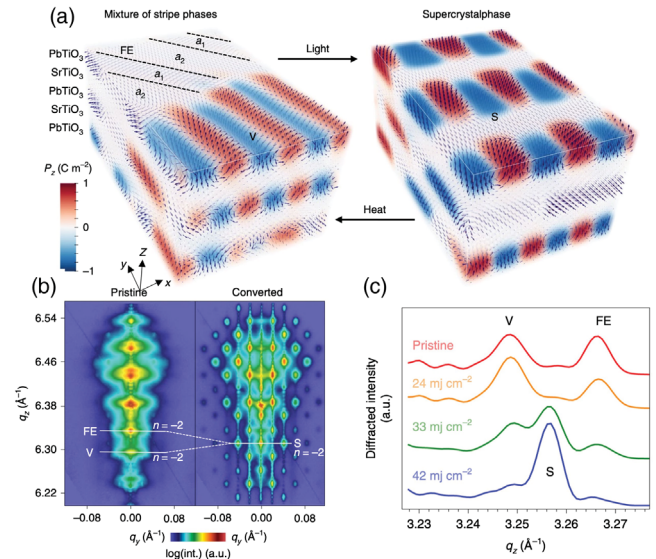 (a)
Mixture of stripe phases
Supercrystalphase
FE
a1
a2
a1
a2
V
Light
S
PbTiO3
SrTiO3
PbTiO3
SrTiO3
PbTiO3
Pz (C m−2)
1
0
−1
Heat
Z
y
x
(b)
Pristine
Converted
6.54
6.46
6.38
6.30
6.22
qz (Å−1)
FE
n=−2
V
n=−2
S
n=−2
−0.08
0.00
0.08
−0.08
0.00
0.08
qy (Å−1)
qy (Å−1)
log(int.) (a.u.)
(c)
V
FE
Pristine
24 mj cm−2
33 mj cm−2
42 mj cm−2
S
Diffracted intensity
(a.u.)
3.23
3.24
3.25
3.26
3.27
qz (Å−1)